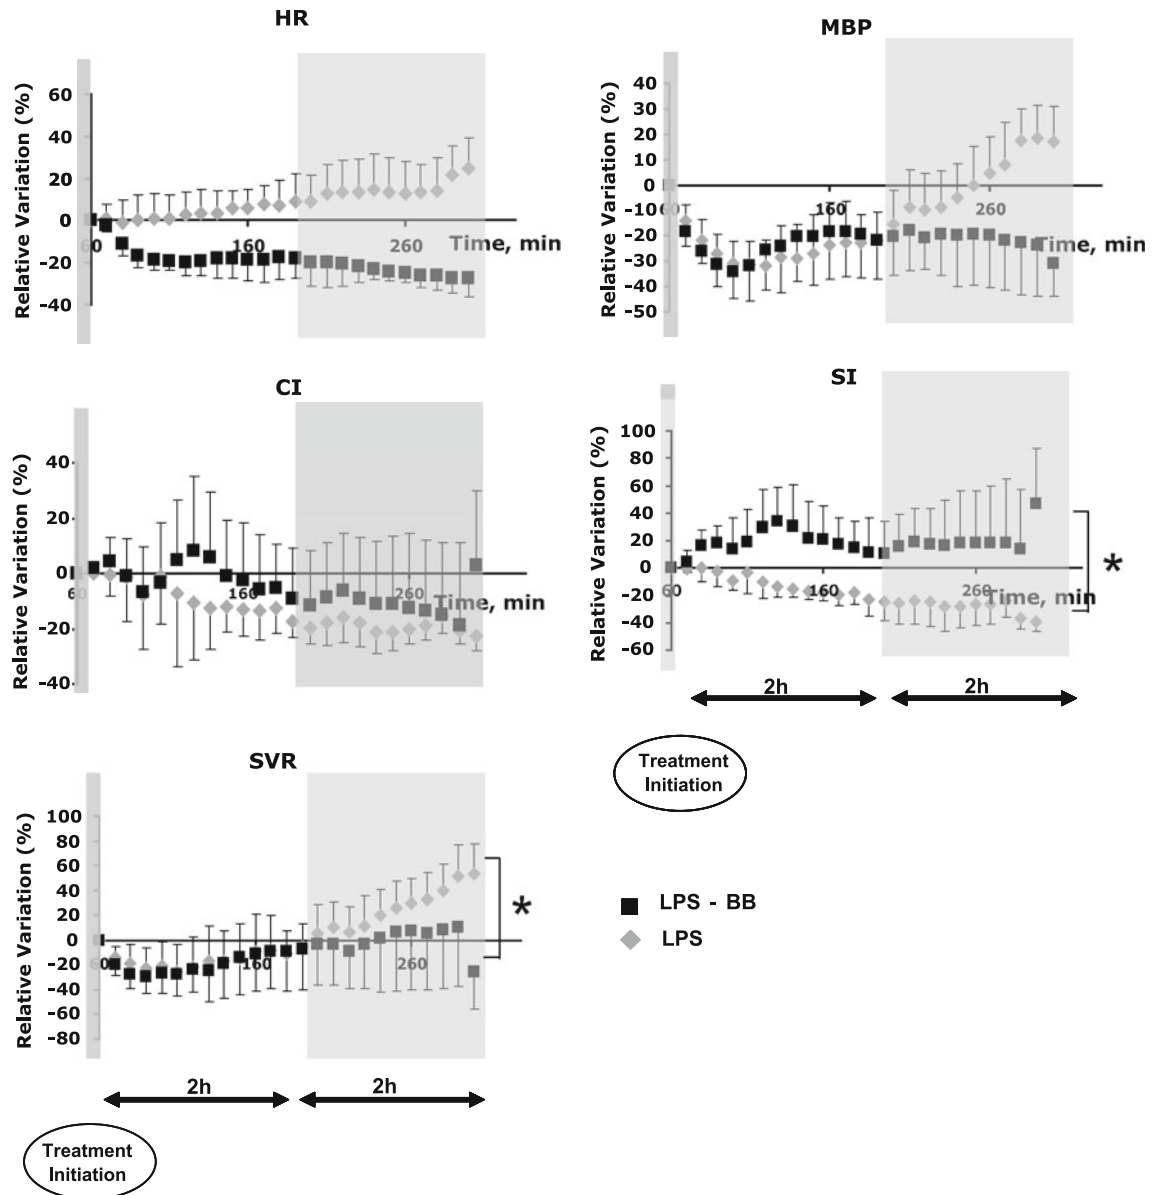 HR
Relative Variation (%)
60
40
20
0
-20
-40
60
160
260
Time, min
MBP
Relative Variation (%)
40
30
20
10
0
-10
-20
-30
-40
-50
60
160
260
Time, min
CI
Relative Variation (%)
40
20
0
-20
-40
60
160
260
Time, min
SI
Relative Variation (%)
100
80
60
40
20
0
-20
-40
-60
60
160
260
Time, min
*
2h
2h
Treatment
Initiation
SVR
Relative Variation (%)
100
80
60
40
20
0
-20
-40
-60
-80
60
160
260
*
2h
2h
Treatment
Initiation
LPS - BB
LPS